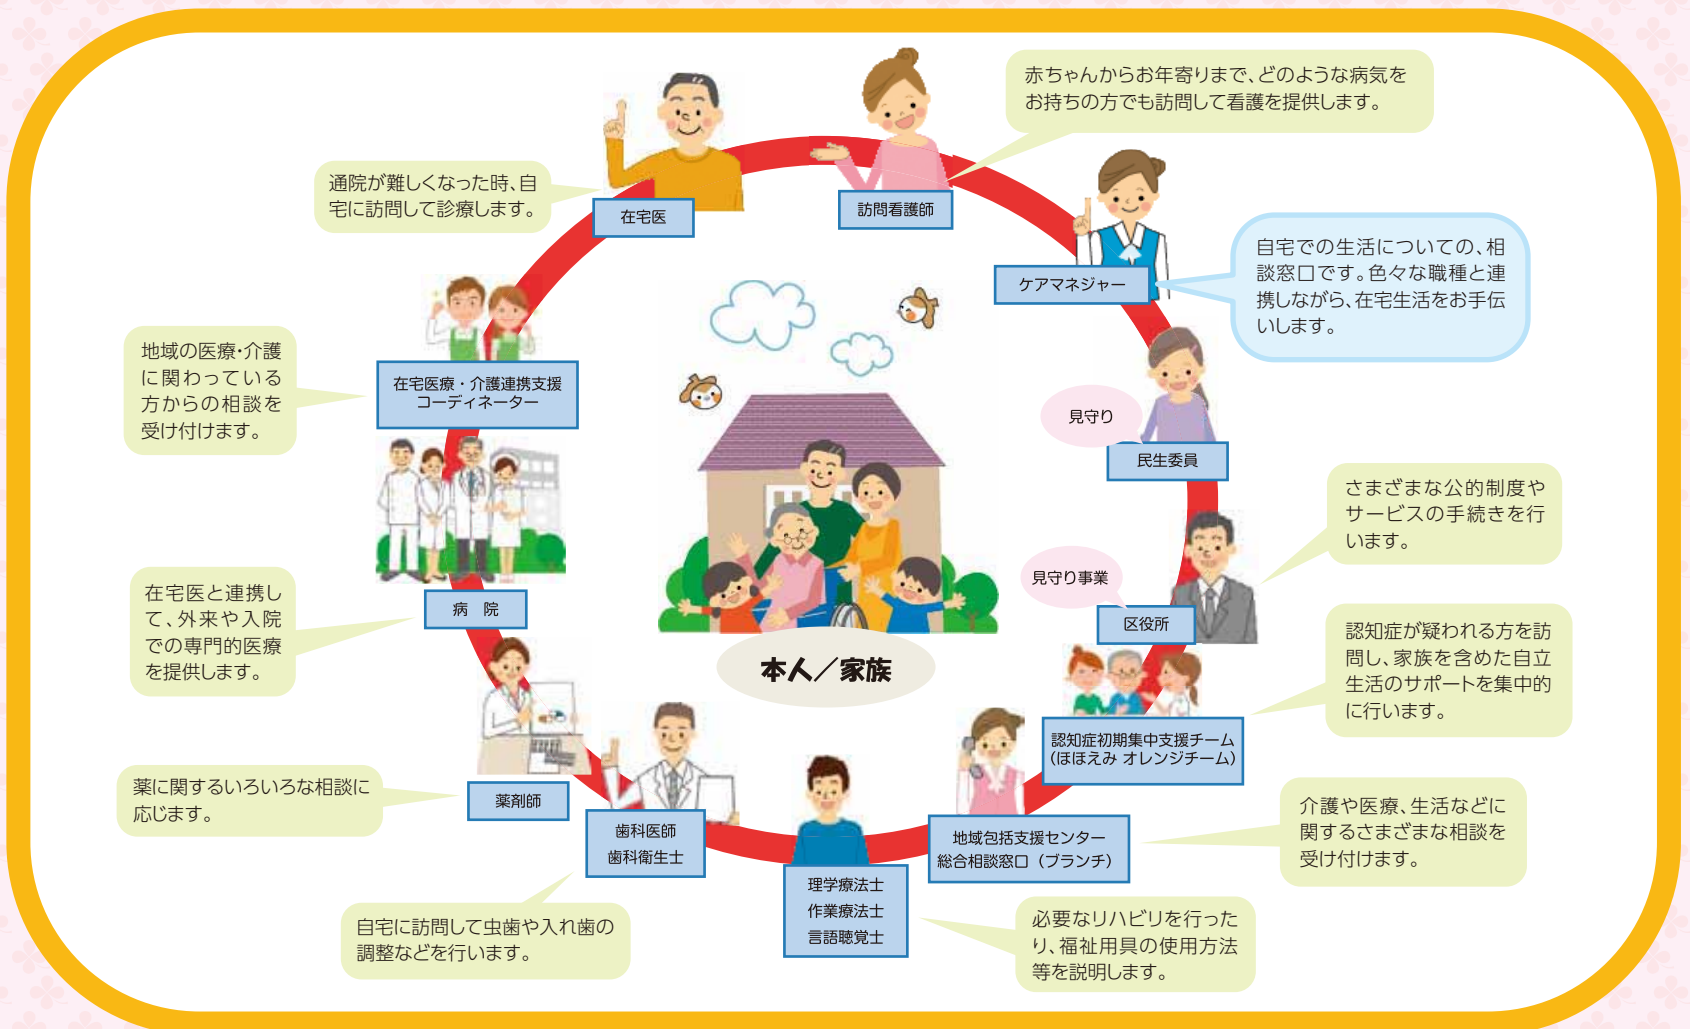 赤ちゃんからお年寄りまで、どのような病気を
お持ちの方でも訪問して看護を提供します。
訪問看護師
通院が難しくなった時、自
宅に訪問して診療します。
在宅医
ケアマネジャー
自宅での生活についての、相
談窓口です。色々な職種と連
携しながら、在宅生活をお手伝
いします。
地域の医療・介護
に関わっている
方からの相談を
受け付けます。
在宅医療・介護連携支援
コーディネーター
見守り
民生委員
さまざまな公的制度や
サービスの手続きを行
います。
見守り事業
区役所
在宅医と連携し
て、外来や入院
での専門的医療
を提供します。
病　院
本人／家族
認知症が疑われる方を訪
問し、家族を含めた自立
生活のサポートを集中的
に行います。
認知症初期集中支援チーム
(ほほえみ オレンジチーム)
薬に関するいろいろな相談に
応じます。
薬剤師
歯科医師
歯科衛生士
地域包括支援センター
総合相談窓口（ブランチ）
介護や医療、生活などに
関するさまざまな相談を
受け付けます。
理学療法士
作業療法士
言語聴覚士
自宅に訪問して虫歯や入れ歯の
調整などを行います。
必要なリハビリを行った
り、福祉用具の使用方法
等を説明します。